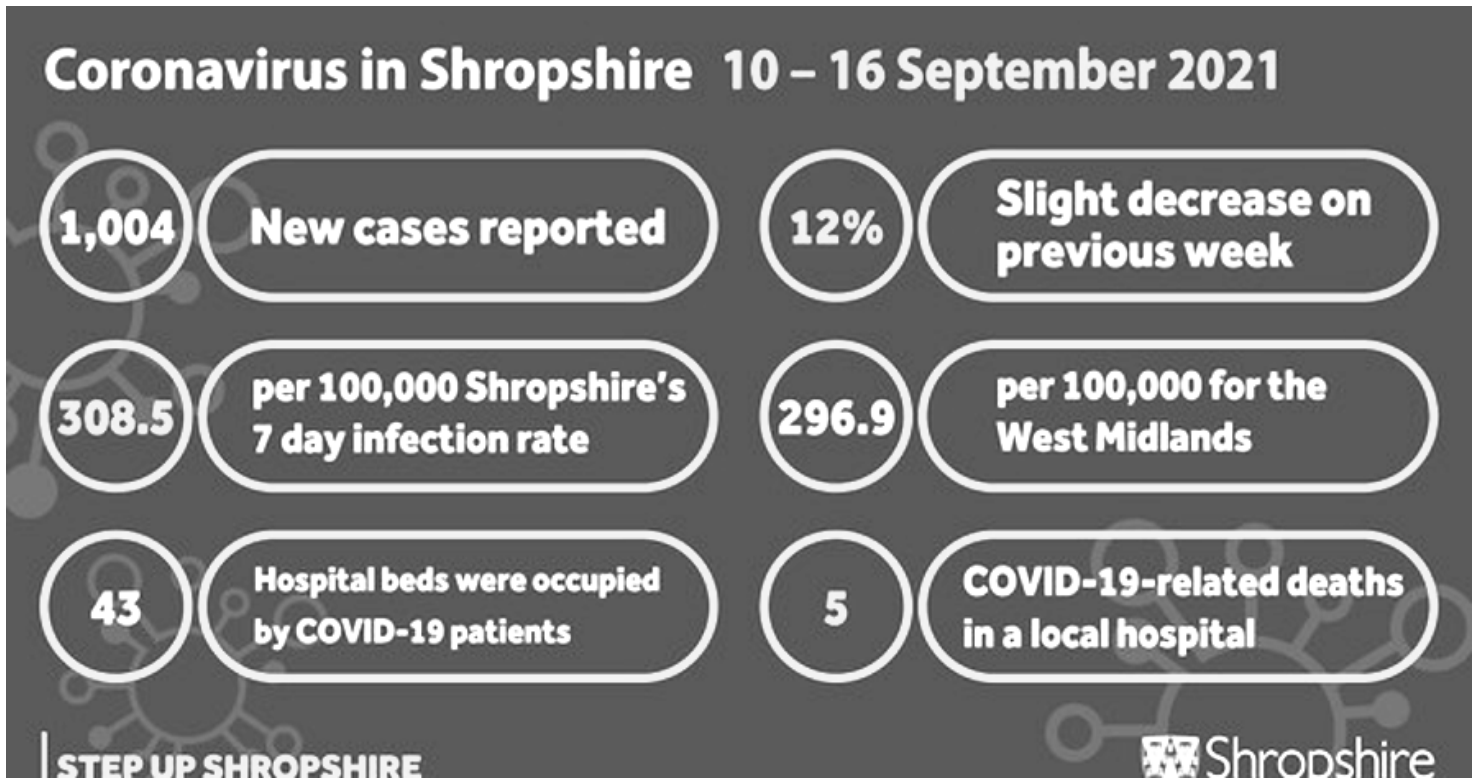 Coronavirus in Shropshire 10 – 16 September 2021
1,004
New cases reported
12%
Slight decrease on
previous week
308.5
per 100,000 Shropshire's
7 day infection rate
296.9
per 100,000 for the
West Midlands
43
Hospital beds were occupied
by COVID-19 patients
5
COVID-19-related deaths
in a local hospital
STEP UP SHROPSHIRE
Shropshire